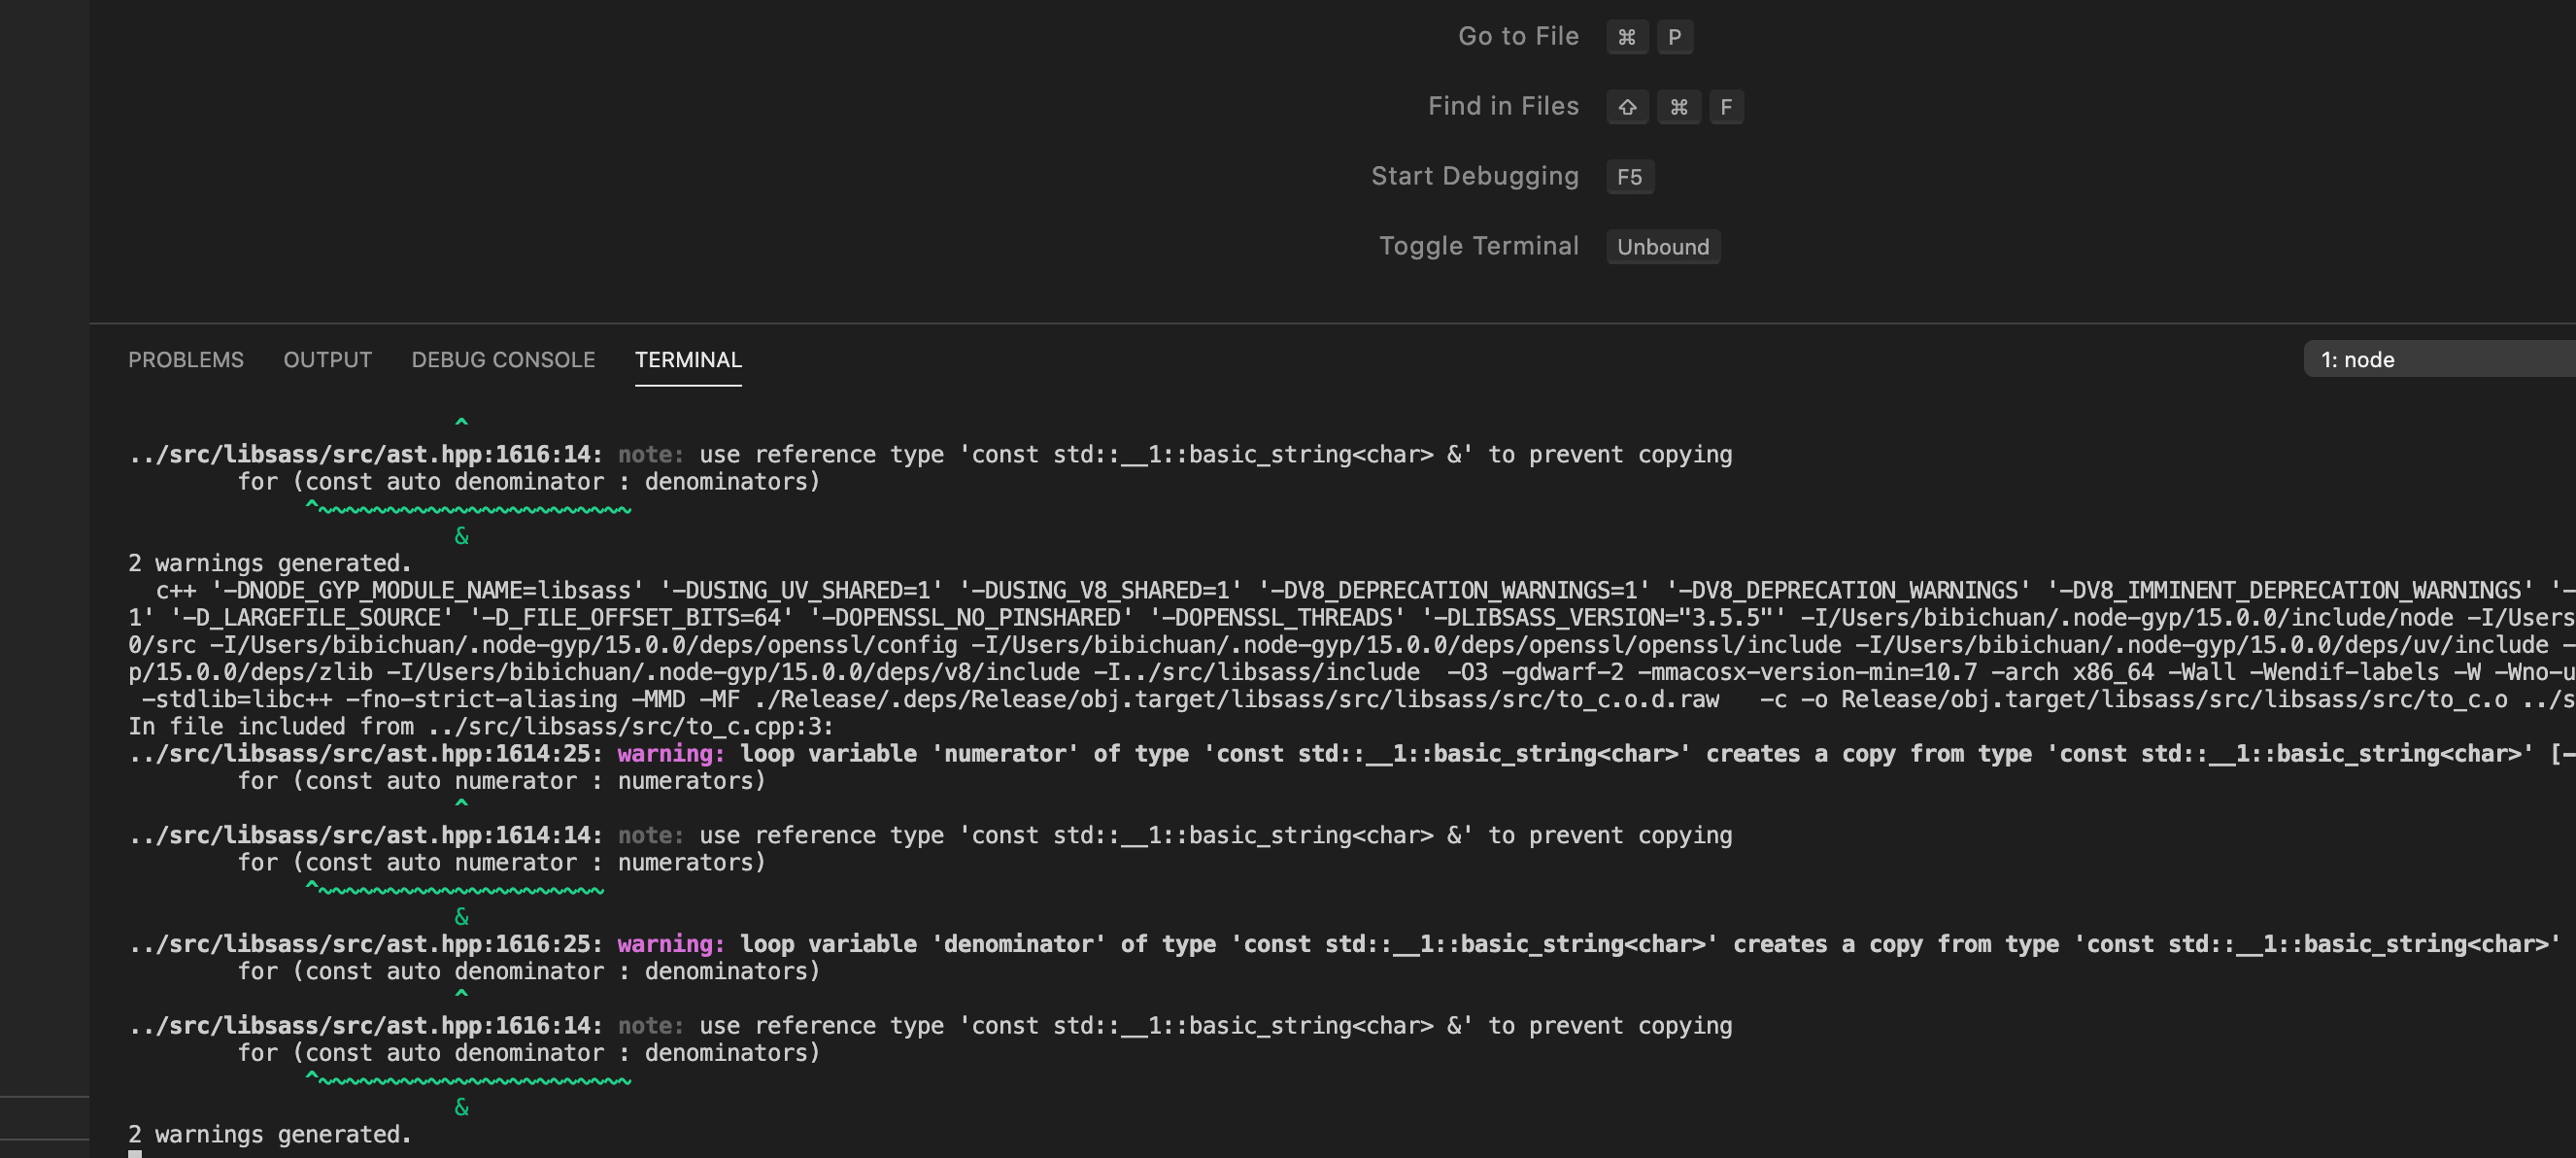 Go to File ⌘ P
Find in Files ⇧ ⌘ F
Start Debugging F5
Toggle Terminal Unbound
PROBLEMS OUTPUT DEBUG CONSOLE TERMINAL 1: node
^
../src/libsass/src/ast.hpp:1616:14: note: use reference type 'const std::__1::basic_string<char> &' to prevent copying
for (const auto denominator : denominators)
^~~~~~~~~~~~~~~~~~~~~~~~
&
2 warnings generated.
c++ '-DNODE_GYP_MODULE_NAME=libsass' '-DUSING_UV_SHARED=1' '-DUSING_V8_SHARED=1' '-DV8_DEPRECATION_WARNINGS=1' '-DV8_DEPRECATION_WARNINGS' '-DV8_IMMINENT_DEPRECATION_WARNINGS' '-
1' '-D_LARGEFILE_SOURCE' '-D_FILE_OFFSET_BITS=64' '-DOPENSSL_NO_PINSHARED' '-DOPENSSL_THREADS' '-DLIBSASS_VERSION="3.5.5"' -I/Users/bibichuan/.node-gyp/15.0.0/include/node -I/Users
0/src -I/Users/bibichuan/.node-gyp/15.0.0/deps/openssl/config -I/Users/bibichuan/.node-gyp/15.0.0/deps/openssl/openssl/include -I/Users/bibichuan/.node-gyp/15.0.0/deps/uv/include -
p/15.0.0/deps/zlib -I/Users/bibichuan/.node-gyp/15.0.0/deps/v8/include -I../src/libsass/include -O3 -gdwarf-2 -mmacosx-version-min=10.7 -arch x86_64 -Wall -Wendif-labels -W -Wno-u
-stdlib=libc++ -fno-strict-aliasing -MMD -MF ./Release/.deps/Release/obj.target/libsass/src/libsass/src/to_c.o.d.raw -c -o Release/obj.target/libsass/src/libsass/src/to_c.o ../s
In file included from ../src/libsass/src/to_c.cpp:3:
../src/libsass/src/ast.hpp:1614:25: warning: loop variable 'numerator' of type 'const std::__1::basic_string<char>' creates a copy from type 'const std::__1::basic_string<char>' [-
for (const auto numerator : numerators)
^
../src/libsass/src/ast.hpp:1614:14: note: use reference type 'const std::__1::basic_string<char> &' to prevent copying
for (const auto numerator : numerators)
^~~~~~~~~~~~~~~~~~~~~~
&
../src/libsass/src/ast.hpp:1616:25: warning: loop variable 'denominator' of type 'const std::__1::basic_string<char>' creates a copy from type 'const std::__1::basic_string<char>'
for (const auto denominator : denominators)
^
../src/libsass/src/ast.hpp:1616:14: note: use reference type 'const std::__1::basic_string<char> &' to prevent copying
for (const auto denominator : denominators)
^~~~~~~~~~~~~~~~~~~~~~~~
&
2 warnings generated.